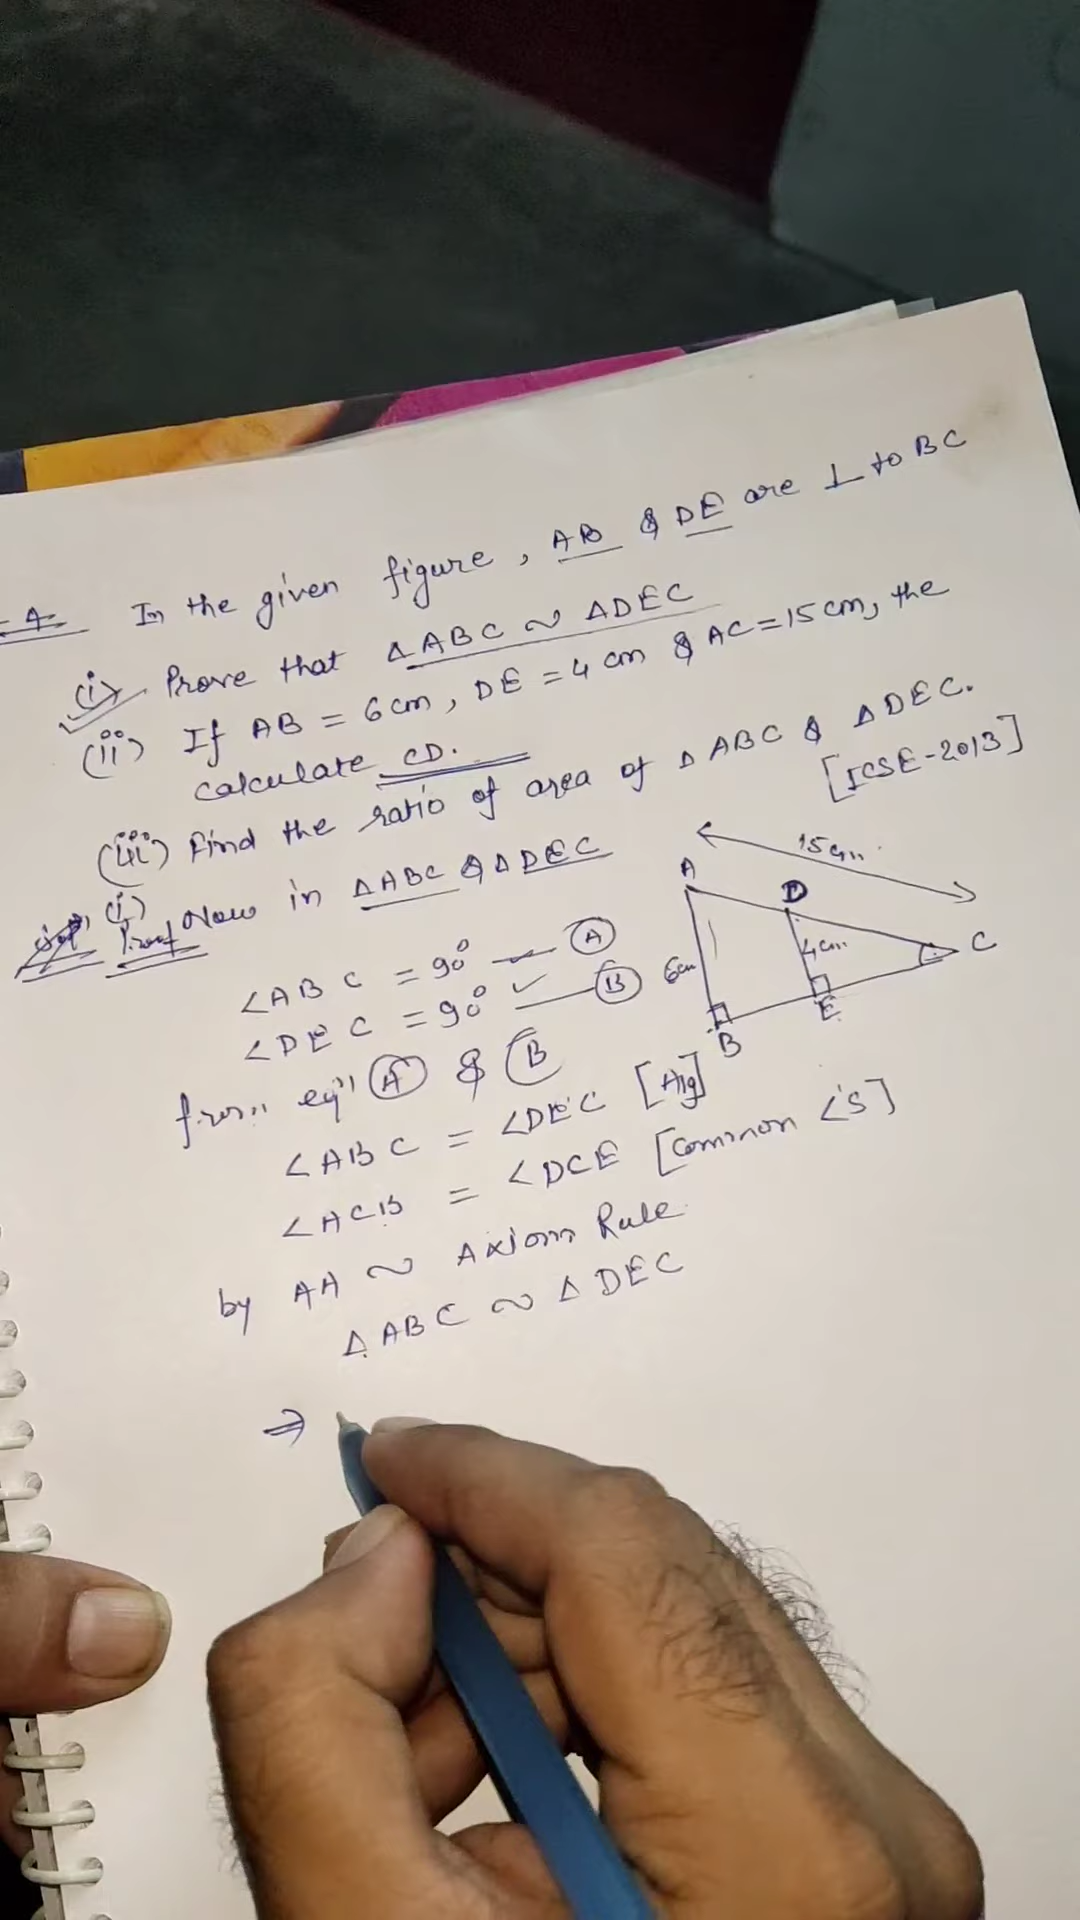 4 In the given figure, AB & DE are ⊥ to BC
(i) Prove that ΔABC ~ ΔDEC
(ii) If AB = 6cm, DE = 4 cm & AC = 15 cm, the
calculate CD.
(iii) Find the ratio of area of ΔABC & ΔDEC.
[ICSE-2013]
(i)
Proof Now in ΔABC & ΔDEC
∠ABC = 90° — (A)
∠DEC = 90° ✓ — (B)
from eqⁿ (A) & (B)
∠ABC = ∠DEC [Alg]
∠ACB = ∠DCE [Common ∠'S]
by AA ~ Axiom Rule
ΔABC ~ ΔDEC
⇒
15cm
A
D
C
6cm
4cm
E
B